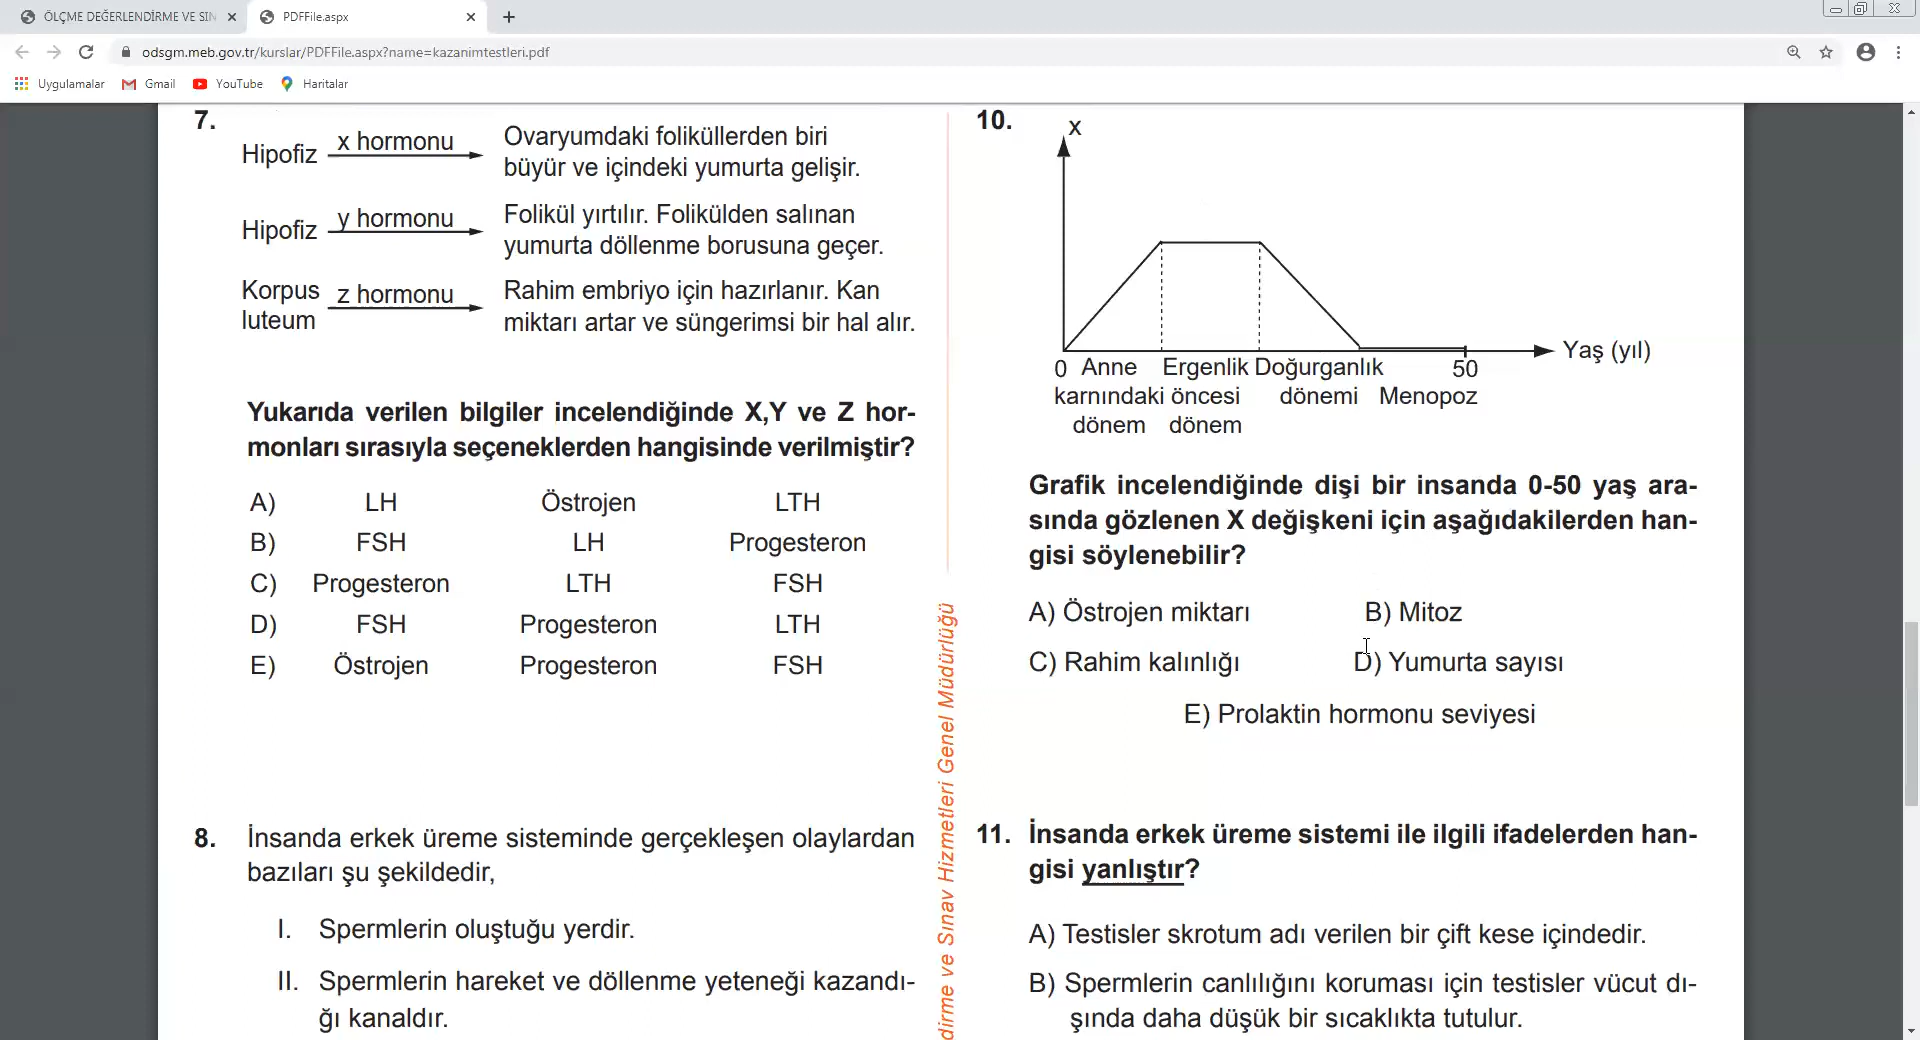 ÖLÇME DEĞERLENDİRME VE SIN
PDFFile.aspx
odsgm.meb.gov.tr/kurslar/PDFFile.aspx?name=kazanimtestleri.pdf
Uygulamalar
Gmail
YouTube
Haritalar
7.
Hipofiz x hormonu Ovaryumdaki foliküllerden biri
büyür ve içindeki yumurta gelişir.
Hipofiz y hormonu Folikül yırtılır. Folikülden salınan
yumurta döllenme borusuna geçer.
Korpus z hormonu Rahim embriyo için hazırlanır. Kan
luteum miktarı artar ve süngerimsi bir hal alır.
Yukarıda verilen bilgiler incelendiğinde X,Y ve Z hor-
monları sırasıyla seçeneklerden hangisinde verilmiştir?
A) LH Östrojen LTH
B) FSH LH Progesteron
C) Progesteron LTH FSH
D) FSH Progesteron LTH
E) Östrojen Progesteron FSH
8. İnsanda erkek üreme sisteminde gerçekleşen olaylardan
bazıları şu şekildedir,
I. Spermlerin oluştuğu yerdir.
II. Spermlerin hareket ve döllenme yeteneği kazandı-
ğı kanaldır.
dirme ve Sınav Hizmetleri Genel Müdürlüğü
10.
x
Yaş (yıl)
0 Anne Ergenlik Doğurganlık 50
karnındaki öncesi dönemi Menopoz
dönem dönem
Grafik incelendiğinde dişi bir insanda 0-50 yaş ara-
sında gözlenen X değişkeni için aşağıdakilerden han-
gisi söylenebilir?
A) Östrojen miktarı B) Mitoz
C) Rahim kalınlığı D) Yumurta sayısı
E) Prolaktin hormonu seviyesi
11. İnsanda erkek üreme sistemi ile ilgili ifadelerden han-
gisi yanlıştır?
A) Testisler skrotum adı verilen bir çift kese içindedir.
B) Spermlerin canlılığını koruması için testisler vücut dı-
şında daha düşük bir sıcaklıkta tutulur.